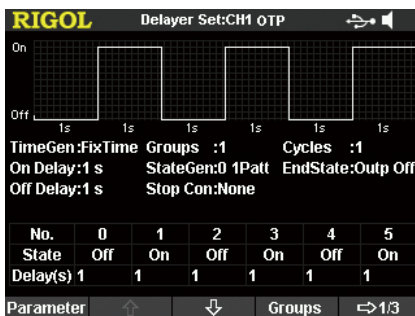 RIGOL Delayer Set:CH1 OTP
On
Off
1s 1s 1s 1s 1s 1s
TimeGen:FixTime Groups :1 Cycles :1
On Delay:1 s StateGen:0 1Patt EndState:Outp Off
Off Delay:1 s Stop Con:None
No. 0 1 2 3 4 5
State Off On Off On Off On
Delay(s) 1 1 1 1 1 1
Parameter Groups 1/3